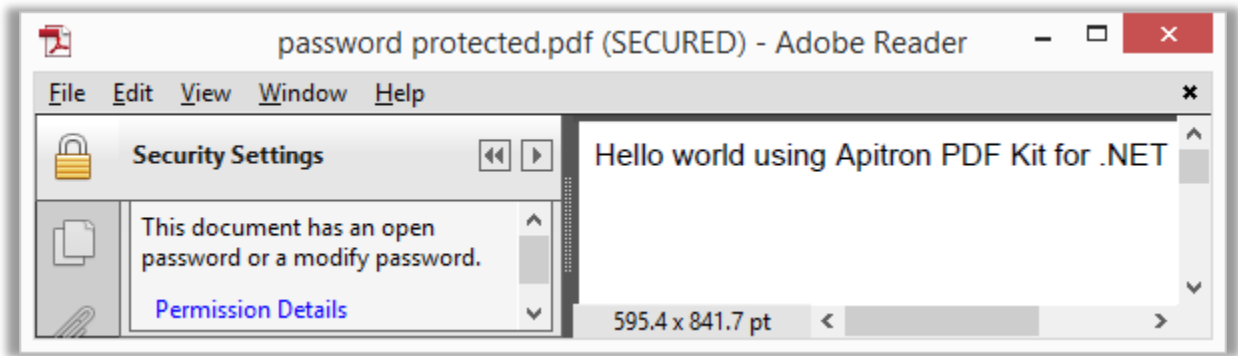 password protected.pdf (SECURED) - Adobe Reader
File Edit View Window Help
Security Settings
Hello world using Apitron PDF Kit for .NET
This document has an open
password or a modify password.
Permission Details
595.4 x 841.7 pt